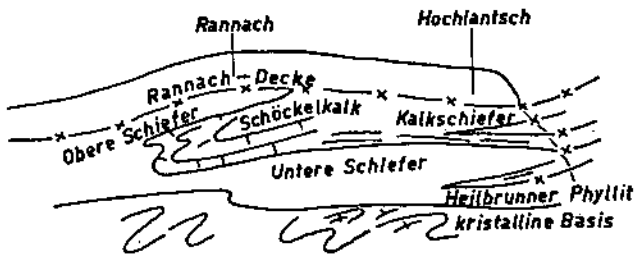 Rannach
Hochlantsch
Rannach - Decke
Obere Schiefer
Schöckelkalk
Kalkschiefer
Untere Schiefer
Heilbrunner Phyllit
kristalline Basis